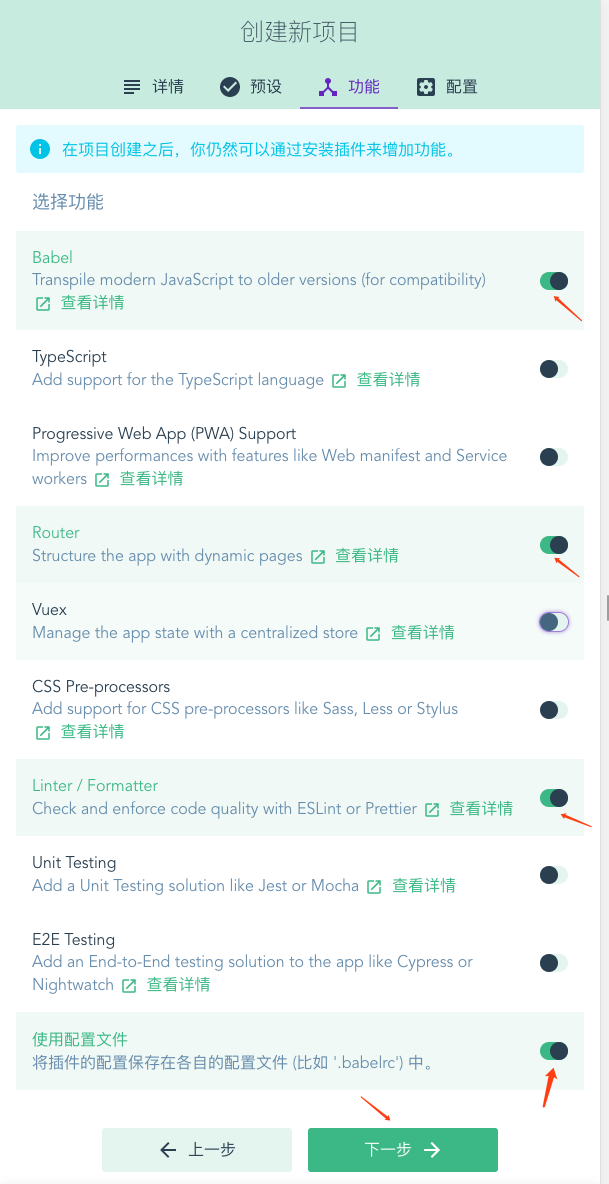 创建新项目
详情 预设 功能 配置
在项目创建之后，你仍然可以通过安装插件来增加功能。
选择功能
Babel
Transpile modern JavaScript to older versions (for compatibility)
查看详情
TypeScript
Add support for the TypeScript language 查看详情
Progressive Web App (PWA) Support
Improve performances with features like Web manifest and Service
workers 查看详情
Router
Structure the app with dynamic pages 查看详情
Vuex
Manage the app state with a centralized store 查看详情
CSS Pre-processors
Add support for CSS pre-processors like Sass, Less or Stylus
查看详情
Linter / Formatter
Check and enforce code quality with ESLint or Prettier 查看详情
Unit Testing
Add a Unit Testing solution like Jest or Mocha 查看详情
E2E Testing
Add an End-to-End testing solution to the app like Cypress or
Nightwatch 查看详情
使用配置文件
将插件的配置保存在各自的配置文件 (比如 '.babelrc') 中。
上一步 下一步